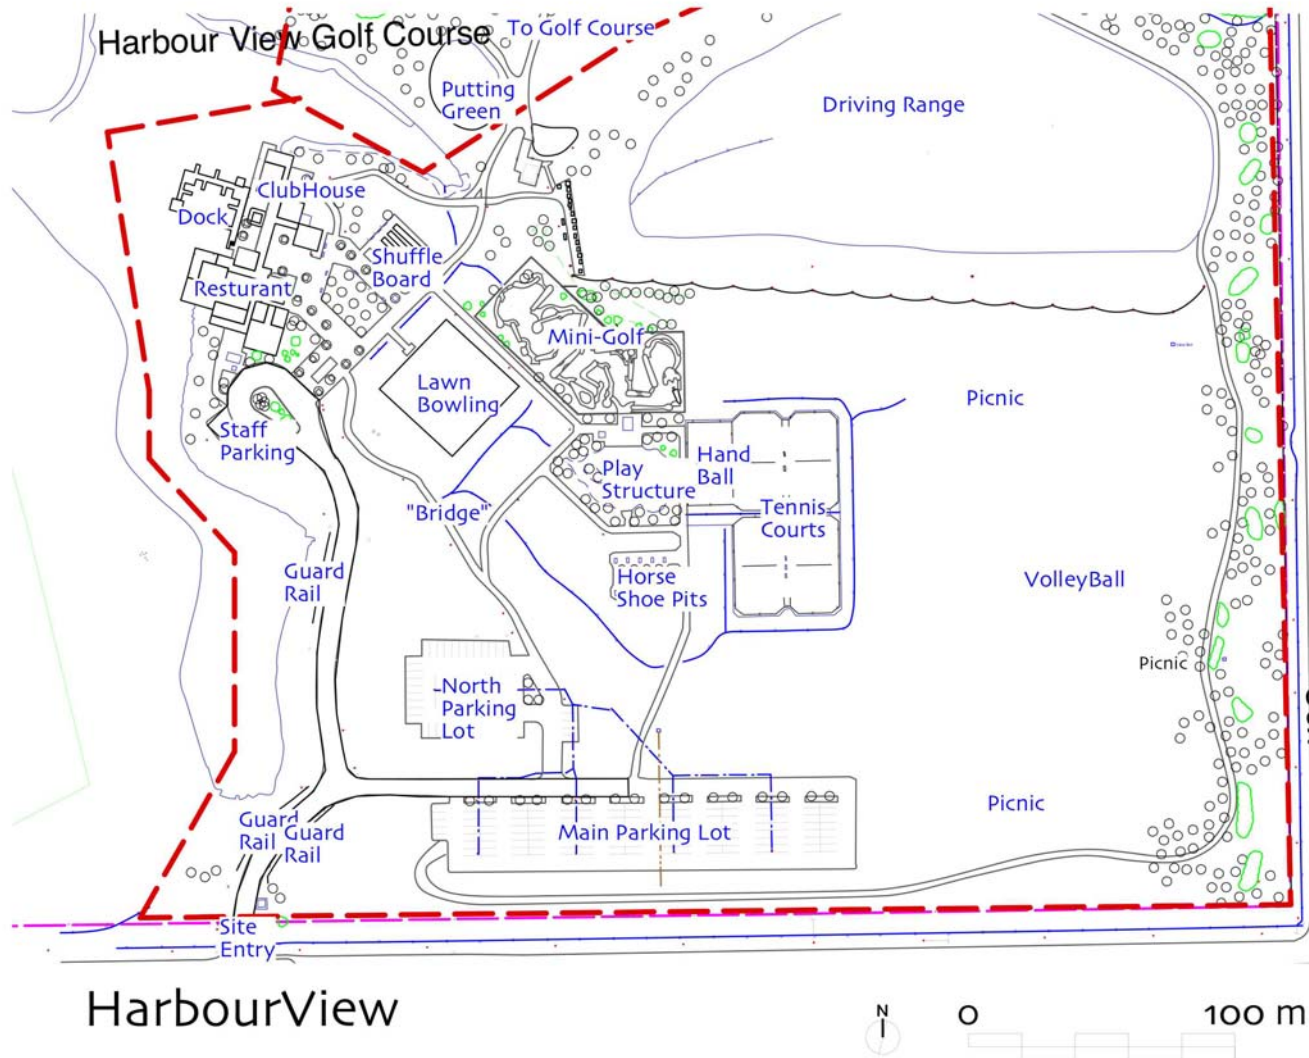 Harbour View Golf Course
To Golf Course
Putting
Green
Driving Range
ClubHouse
Dock
Shuffle
Board
Resturant
Mini-Golf
Lawn
Bowling
Picnic
Staff
Parking
Hand
Ball
Play
Structure
"Bridge"
Tennis
Courts
Guard
Rail
Horse
Shoe Pits
VolleyBall
Picnic
North
Parking
Lot
Picnic
Guard
Rail
Guard
Rail
Main Parking Lot
Site
Entry
HarbourView
N
0
100 m